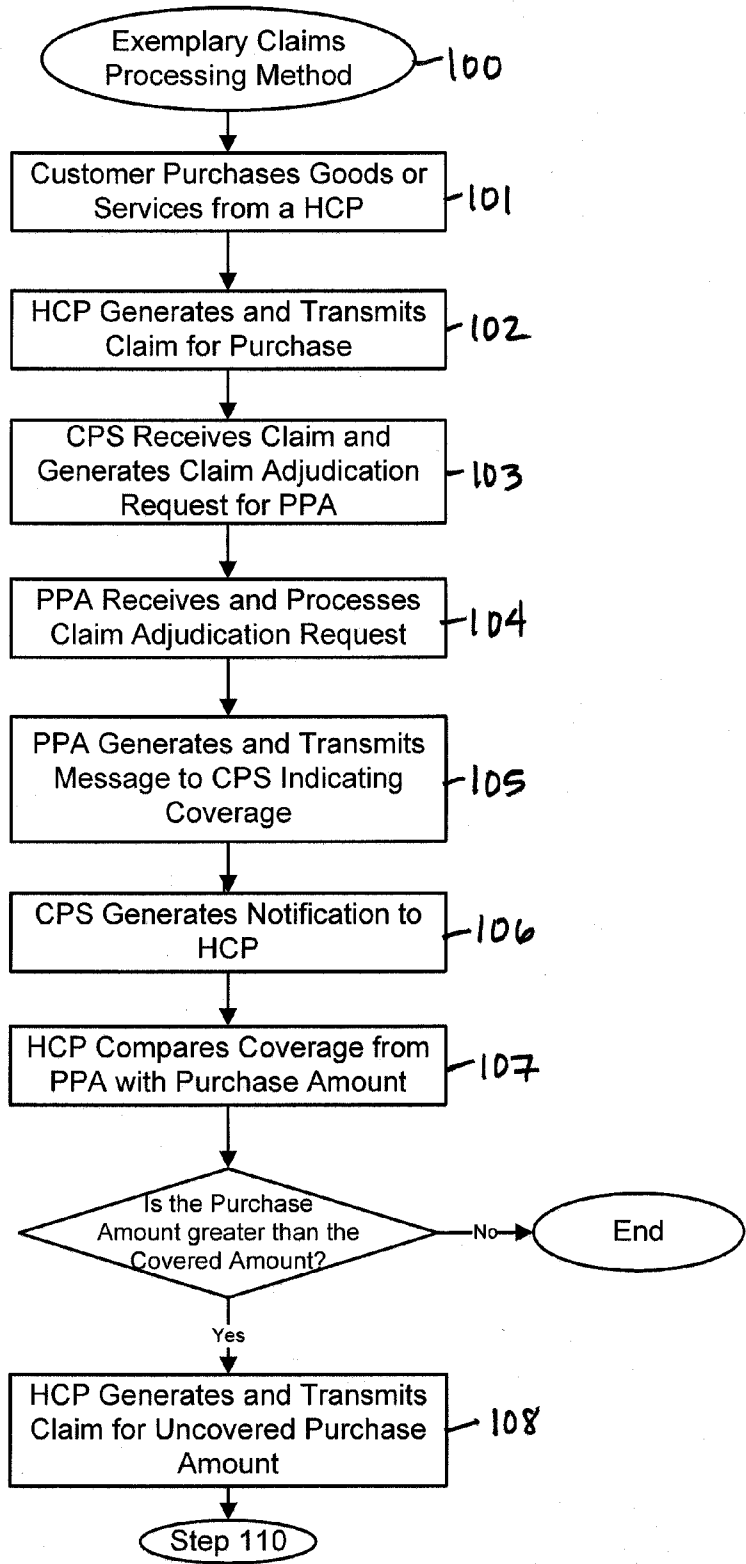 Exemplary Claims
Processing Method
100
Customer Purchases Goods or
Services from a HCP
101
HCP Generates and Transmits
Claim for Purchase
102
CPS Receives Claim and
Generates Claim Adjudication
Request for PPA
103
PPA Receives and Processes
Claim Adjudication Request
104
PPA Generates and Transmits
Message to CPS Indicating
Coverage
105
CPS Generates Notification to
HCP
106
HCP Compares Coverage from
PPA with Purchase Amount
107
Is the Purchase
Amount greater than the
Covered Amount?
No
End
Yes
HCP Generates and Transmits
Claim for Uncovered Purchase
Amount
108
Step 110